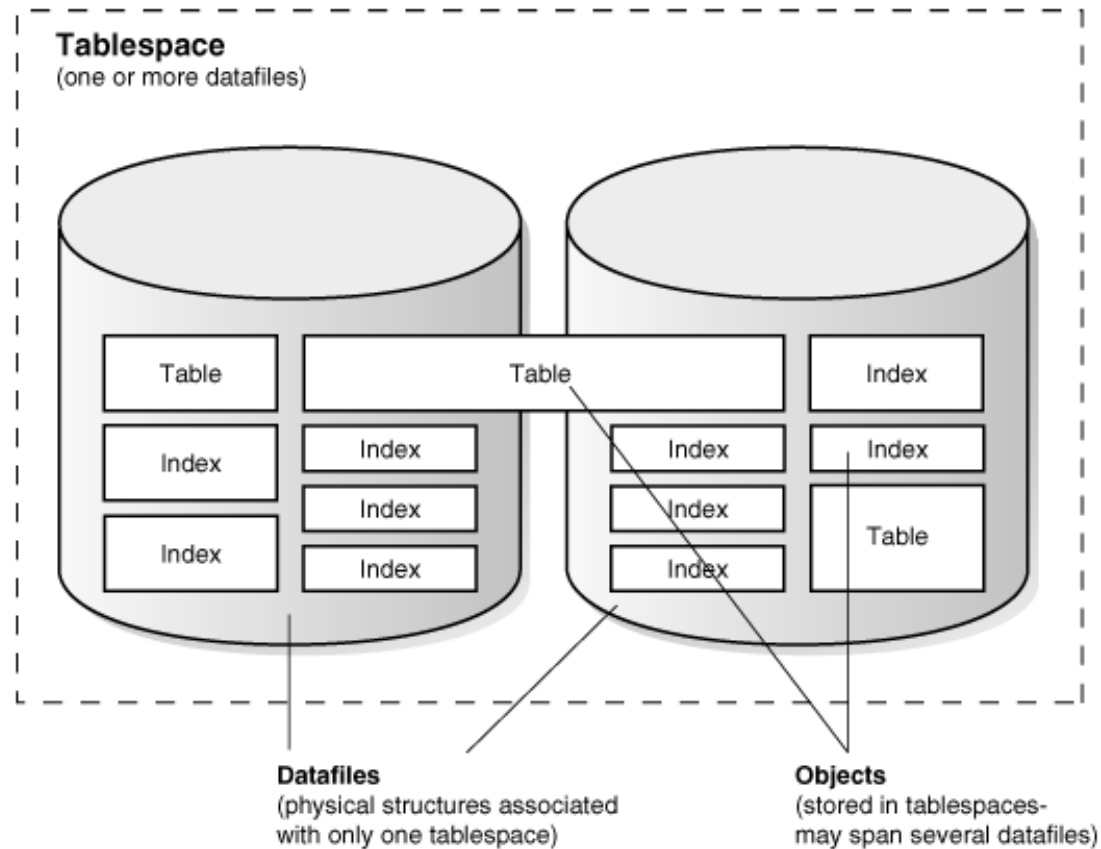 Tablespace
(one or more datafiles)
Table
Table
Index
Index
Index
Index
Index
Index
Index
Index
Index
Index
Table
Datafiles
(physical structures associated
with only one tablespace)
Objects
(stored in tablespaces-
may span several datafiles)